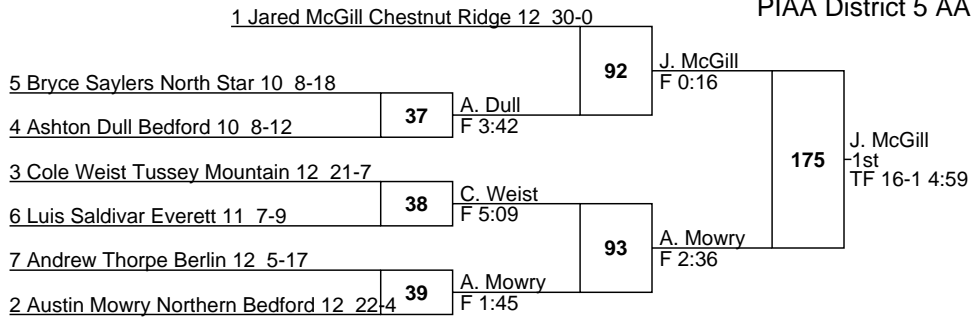 PIAA District 5 AA
1 Jared McGill Chestnut Ridge 12 30-0
92
J. McGill
F 0:16
5 Bryce Saylers North Star 10 8-18
37
A. Dull
F 3:42
4 Ashton Dull Bedford 10 8-12
175
J. McGill
1st
TF 16-1 4:59
3 Cole Weist Tussey Mountain 12 21-7
38
C. Weist
F 5:09
6 Luis Saldivar Everett 11 7-9
93
A. Mowry
F 2:36
7 Andrew Thorpe Berlin 12 5-17
39
A. Mowry
F 1:45
2 Austin Mowry Northern Bedford 12 22-4